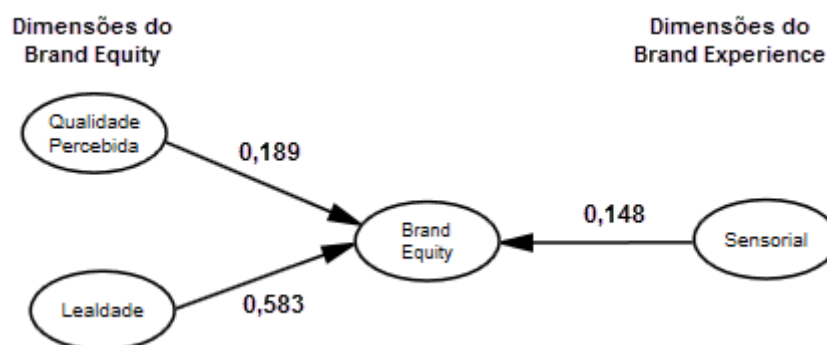 Dimensões do
Brand Equity
Dimensões do
Brand Experience
Qualidade
Percebida
0,189
0,148
Brand
Equity
Sensorial
Lealdade
0,583